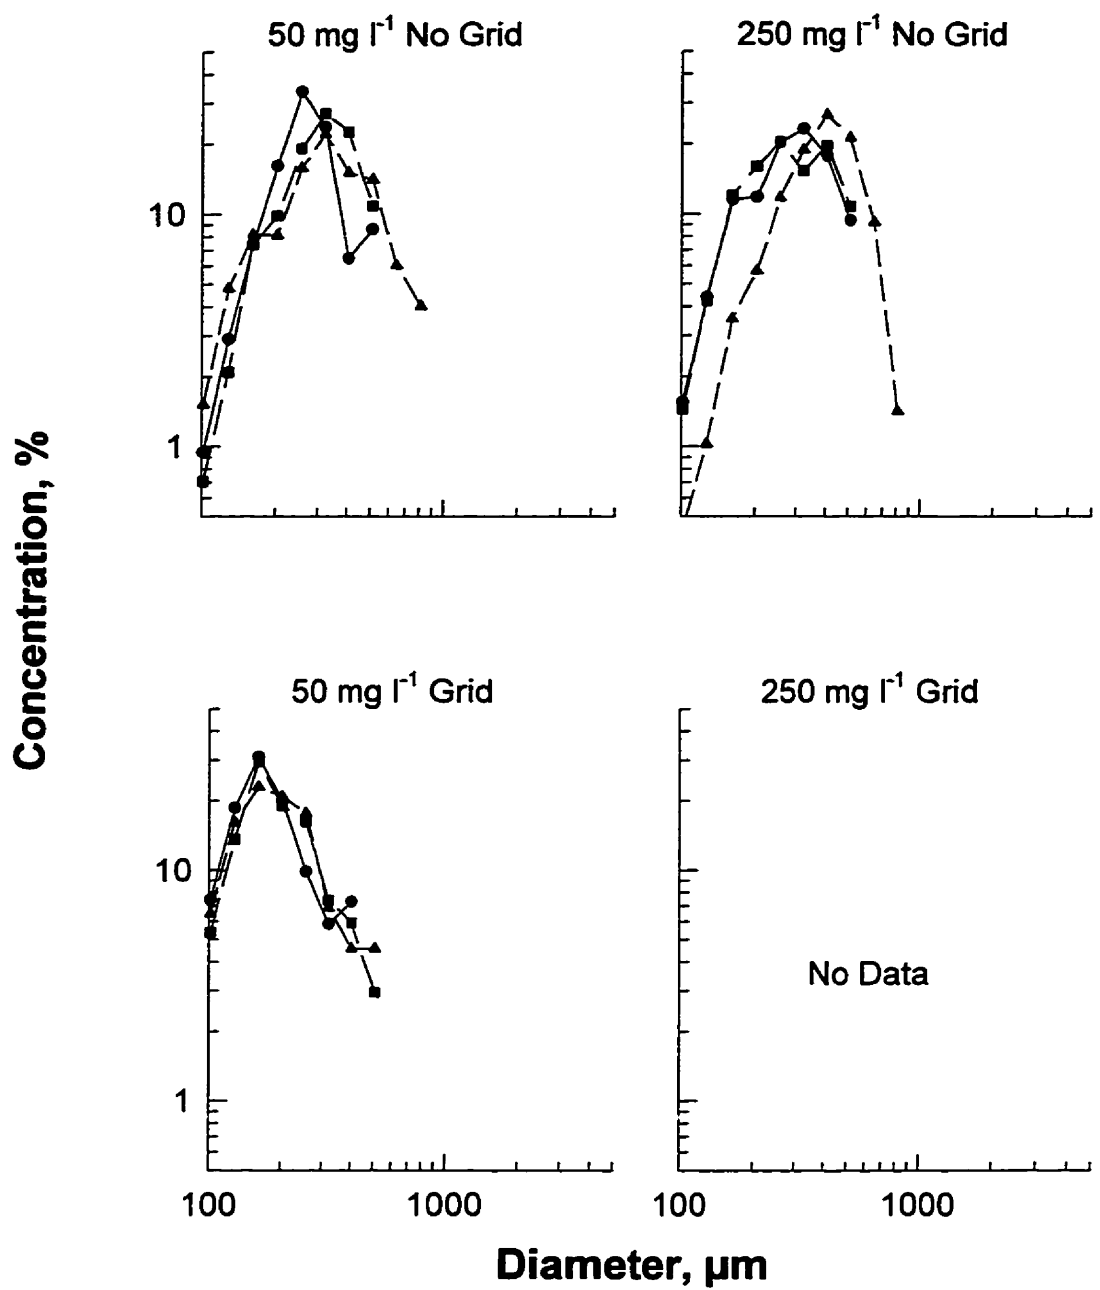 50 mg l⁻¹ No Grid
250 mg l⁻¹ No Grid
10
1
Concentration, %
50 mg l⁻¹ Grid
250 mg l⁻¹ Grid
10
1
No Data
100
1000
100
1000
Diameter, µm